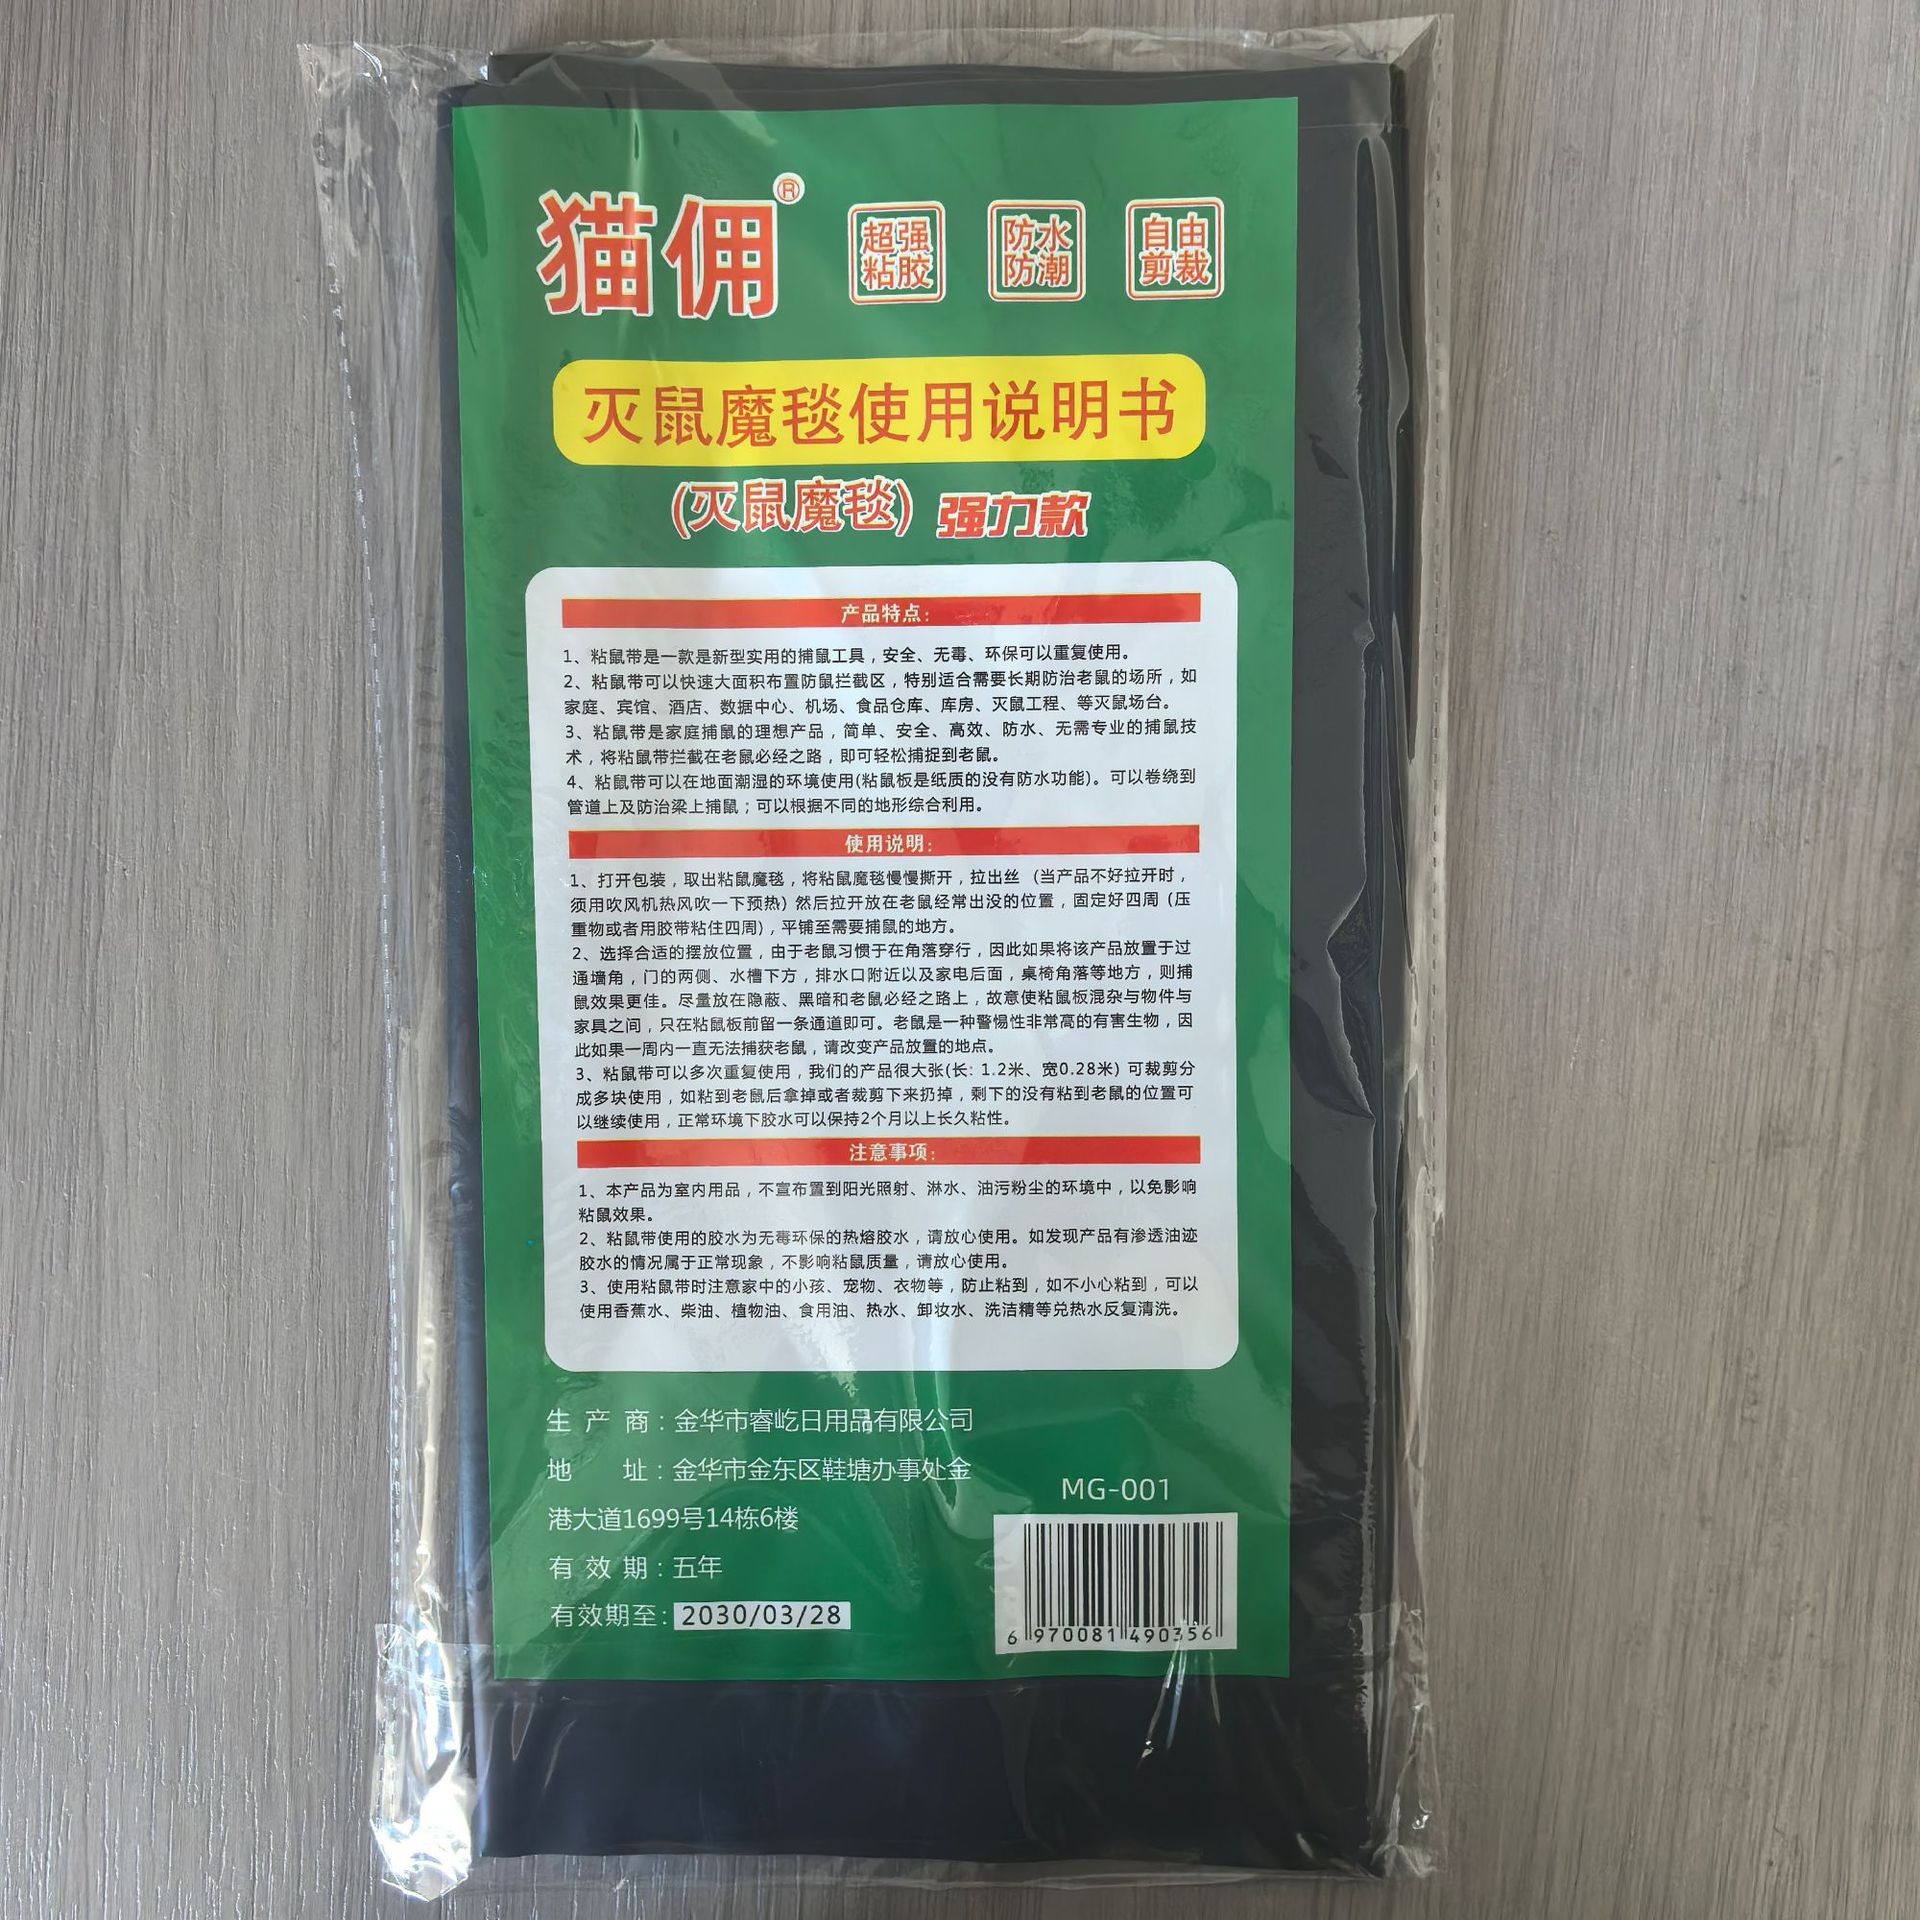 猫佣®
超强粘胶
防水防潮
自由剪裁
灭鼠魔毯使用说明书
(灭鼠魔毯) 强力款
产品特点:
1、粘鼠带是一款是新型实用的捕鼠工具，安全、无毒、环保可以重复使用。
2、粘鼠带可以快速大面积布置防鼠拦截区，特别适合需要长期防治老鼠的场所，如
家庭、宾馆、酒店、数据中心、机场、食品仓库、库房、灭鼠工程、等灭鼠场台。
3、粘鼠带是家庭捕鼠的理想产品，简单、安全、高效、防水、无需专业的捕鼠技
术，将粘鼠带拦截在老鼠必经之路，即可轻松捕捉到老鼠。
4、粘鼠带可以在地面潮湿的环境使用(粘鼠板是纸质的没有防水功能)。可以卷绕到
管道上及防治梁上捕鼠；可以根据不同的地形综合利用。
使用说明:
1、打开包装，取出粘鼠魔毯，将粘鼠魔毯慢慢撕开，拉出丝 (当产品不好拉开时，
须用吹风机热风吹一下预热) 然后拉开放在老鼠经常出没的位置，固定好四周 (压
重物或者用胶带粘住四周)，平铺至需要捕鼠的地方。
2、选择合适的摆放位置，由于老鼠习惯于在角落穿行，因此如果将该产品放置于过
通墙角，门的两侧、水槽下方，排水口附近以及家电后面，桌椅角落等地方，则捕
鼠效果更佳。尽量放在隐蔽、黑暗和老鼠必经之路上，故意使粘鼠板混杂与物件与
家具之间，只在粘鼠板前留一条通道即可。老鼠是一种警惕性非常高的有害生物，因
此如果一周内一直无法捕获老鼠，请改变产品放置的地点。
3、粘鼠带可以多次重复使用，我们的产品很大张(长: 1.2米、宽0.28米) 可裁剪分
成多块使用，如粘到老鼠后拿掉或者裁剪下来扔掉，剩下的没有粘到老鼠的位置可
以继续使用，正常环境下胶水可以保持2个月以上长久粘性。
注意事项:
1、本产品为室内用品，不宣布置到阳光照射、淋水、油污粉尘的环境中，以免影响
粘鼠效果。
2、粘鼠带使用的胶水为无毒环保的热熔胶水，请放心使用。如发现产品有渗透油迹
胶水的情况属于正常现象，不影响粘鼠质量，请放心使用。
3、使用粘鼠带时注意家中的小孩、宠物、衣物等，防止粘到，如不小心粘到，可以
使用香蕉水、柴油、植物油、食用油、热水、卸妆水、洗洁精等兑热水反复清洗。
生产商：金华市睿屹日用品有限公司
地址：金华市金东区鞋塘办事处金
港大道1699号14栋6楼
有效期：五年
有效期至: 2030/03/28
MG-001
6 970081 490356